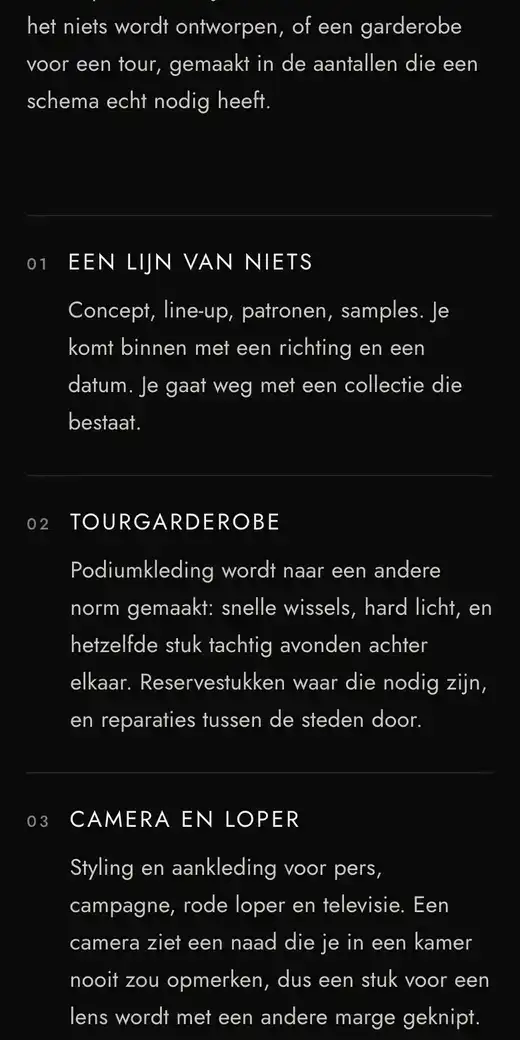 het niets wordt ontworpen, of een garderobe
voor een tour, gemaakt in de aantallen die een
schema echt nodig heeft.
01 EEN LIJN VAN NIETS
Concept, line-up, patronen, samples. Je
komt binnen met een richting en een
datum. Je gaat weg met een collectie die
bestaat.
02 TOURGARDEROBE
Podiumkleding wordt naar een andere
norm gemaakt: snelle wissels, hard licht, en
hetzelfde stuk tachtig avonden achter
elkaar. Reservestukken waar die nodig zijn,
en reparaties tussen de steden door.
03 CAMERA EN LOPER
Styling en aankleding voor pers,
campagne, rode loper en televisie. Een
camera ziet een naad die je in een kamer
nooit zou opmerken, dus een stuk voor een
lens wordt met een andere marge geknipt.